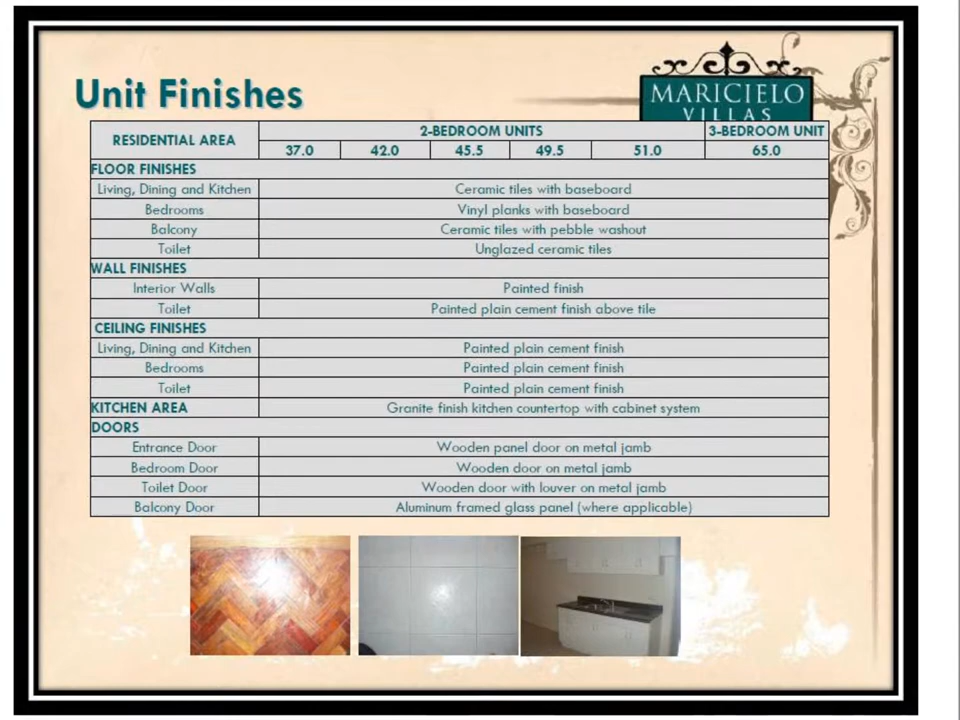 Unit Finishes
MARICIELO
VILLAS
RESIDENTIAL AREA 2-BEDROOM UNITS 3-BEDROOM UNIT
37.0 42.0 45.5 49.5 51.0 65.0
FLOOR FINISHES
Living, Dining and Kitchen Ceramic tiles with baseboard
Bedrooms Vinyl planks with baseboard
Balcony Ceramic tiles with pebble washout
Toilet Unglazed ceramic tiles
WALL FINISHES
Interior Walls Painted finish
Toilet Painted plain cement finish above tile
CEILING FINISHES
Living, Dining and Kitchen Painted plain cement finish
Bedrooms Painted plain cement finish
Toilet Painted plain cement finish
KITCHEN AREA Granite finish kitchen countertop with cabinet system
DOORS
Entrance Door Wooden panel door on metal jamb
Bedroom Door Wooden door on metal jamb
Toilet Door Wooden door with louver on metal jamb
Balcony Door Aluminum framed glass panel (where applicable)